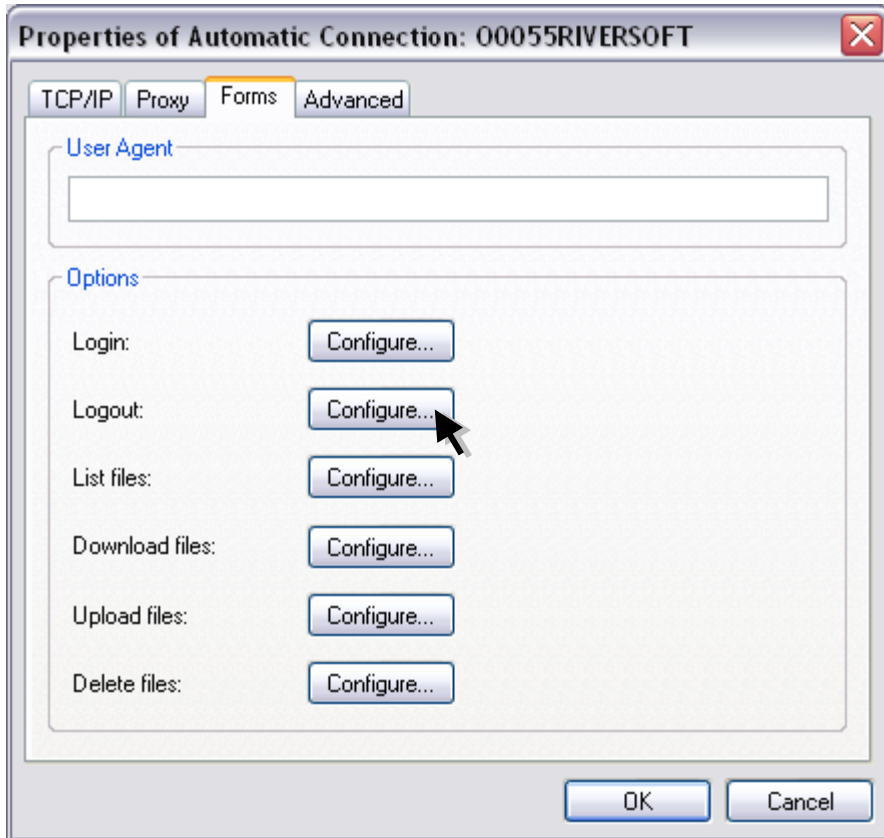 Properties of Automatic Connection: O0055RIVERSOFT
TCP/IP Proxy Forms Advanced
User Agent
Options
Login: Configure...
Logout: Configure...
List files: Configure...
Download files: Configure...
Upload files: Configure...
Delete files: Configure...
OK Cancel